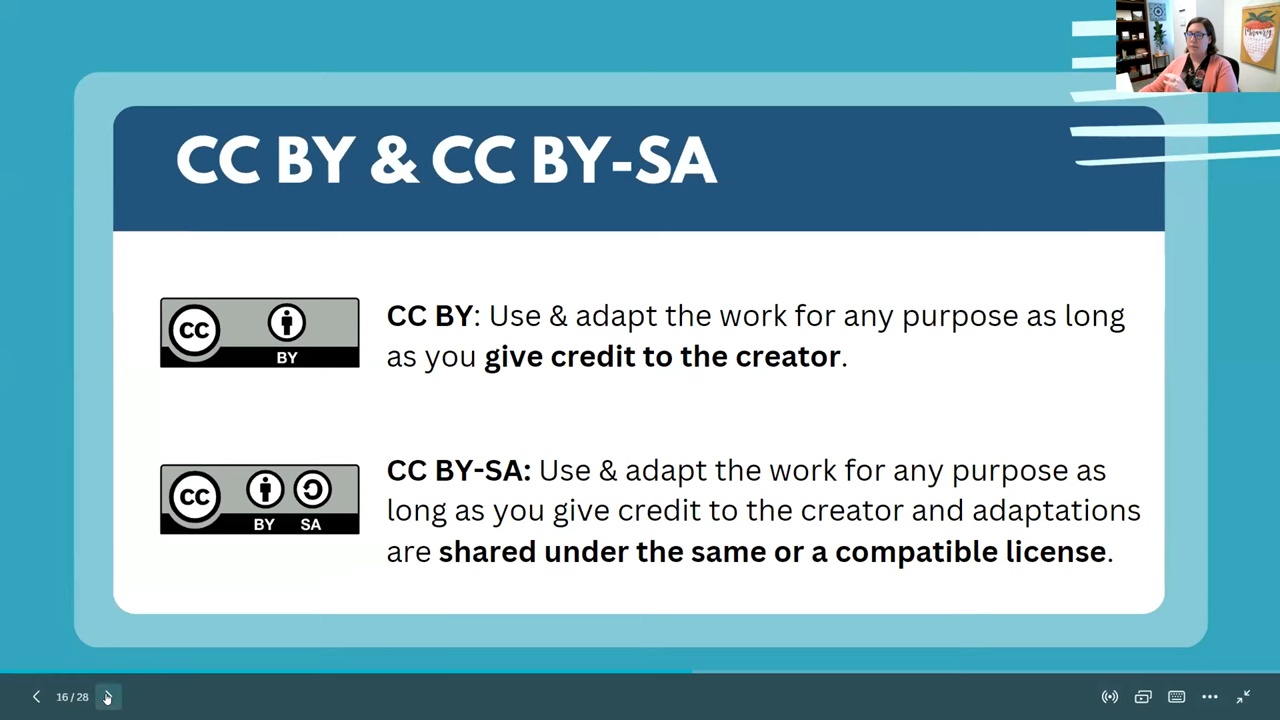 CC BY & CC BY-SA
CC BY: Use & adapt the work for any purpose as long
as you give credit to the creator.
CC BY
CC BY-SA: Use & adapt the work for any purpose as
long as you give credit to the creator and adaptations
are shared under the same or a compatible license.
CC BY SA
16 / 28